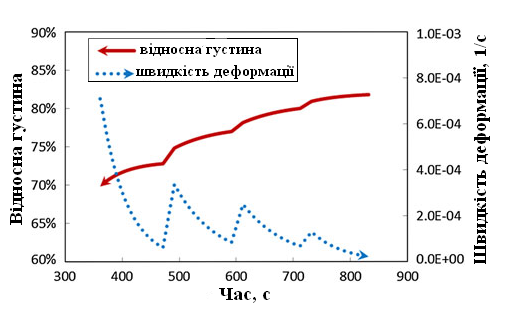 90%
85%
80%
75%
70%
65%
60%
Відносна густина
відносна густина
швидкість деформації
1.0E-03
8.0E-04
6.0E-04
4.0E-04
2.0E-04
0.0E+00
Швидкість деформації, 1/с
300 400 500 600 700 800 900
Час, с